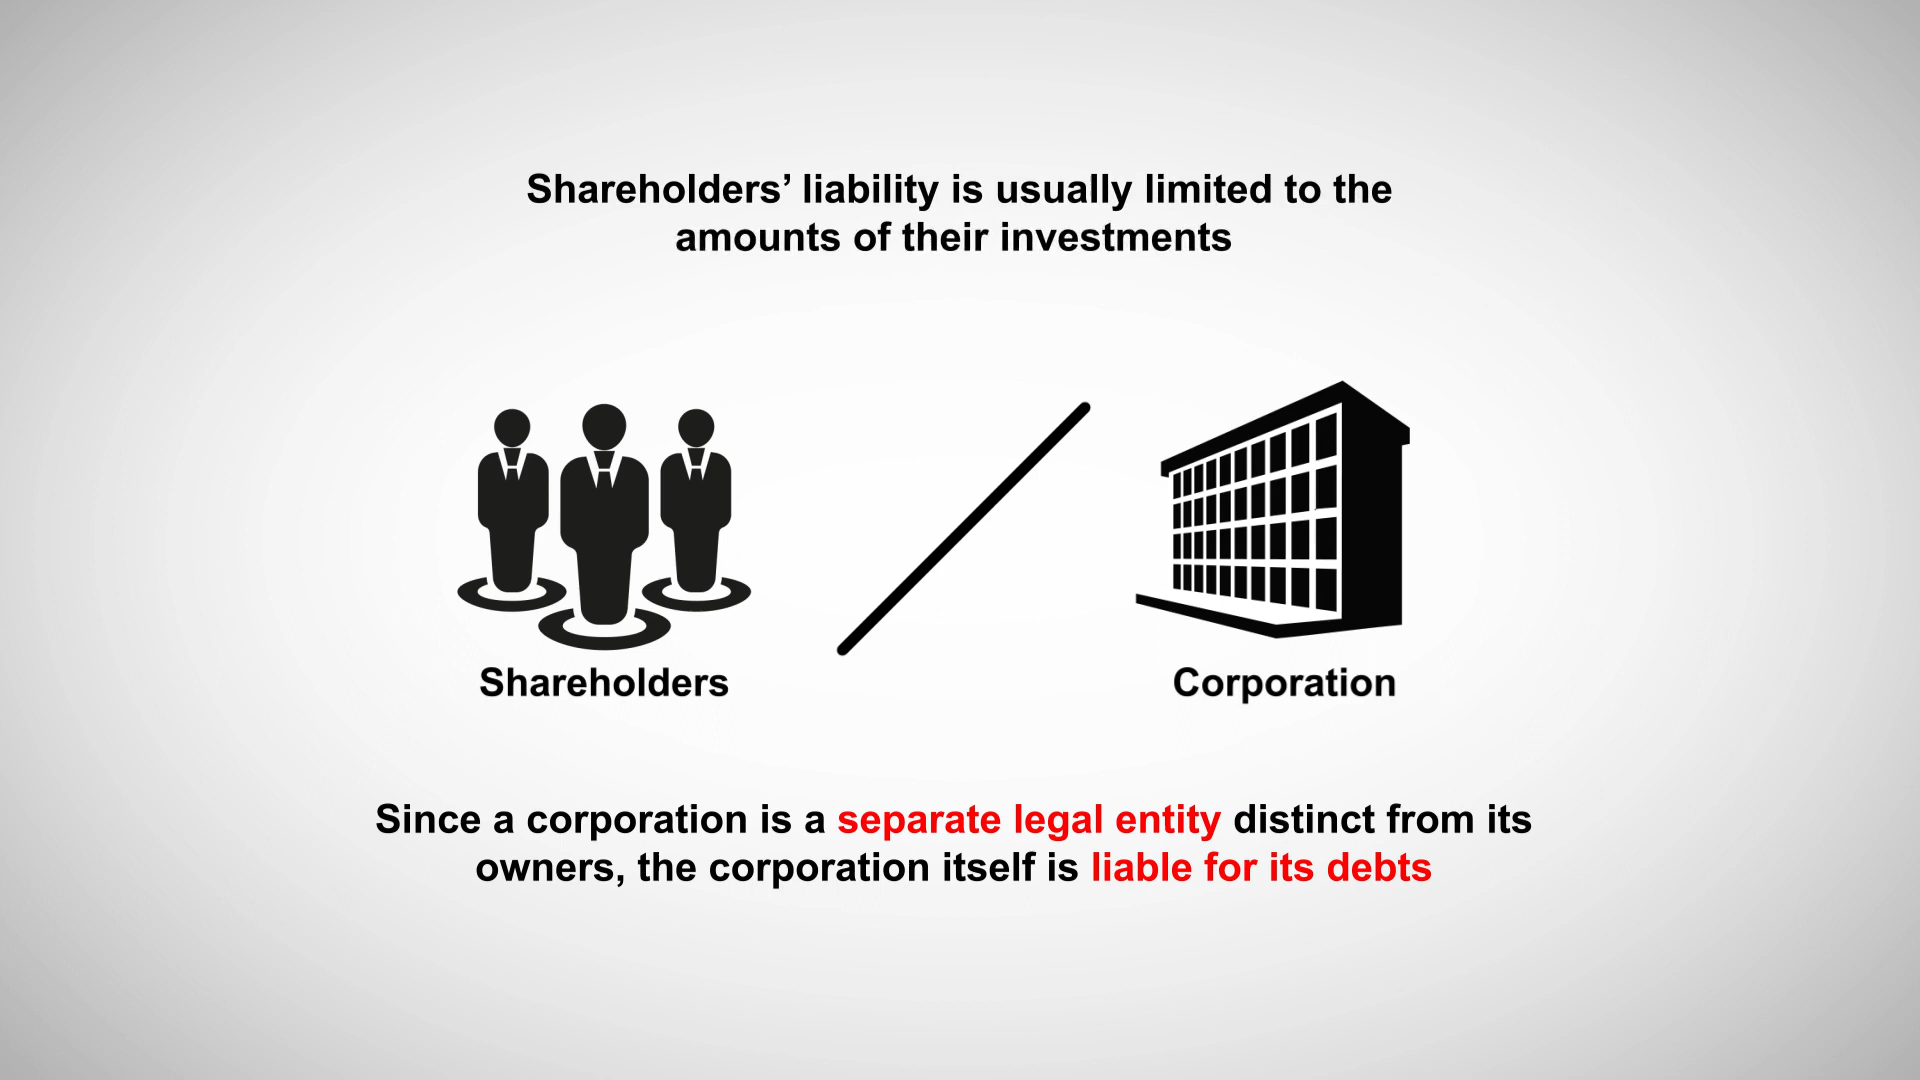 Shareholders’ liability is usually limited to the
amounts of their investments
Shareholders
Corporation
Since a corporation is a separate legal entity distinct from its
owners, the corporation itself is liable for its debts